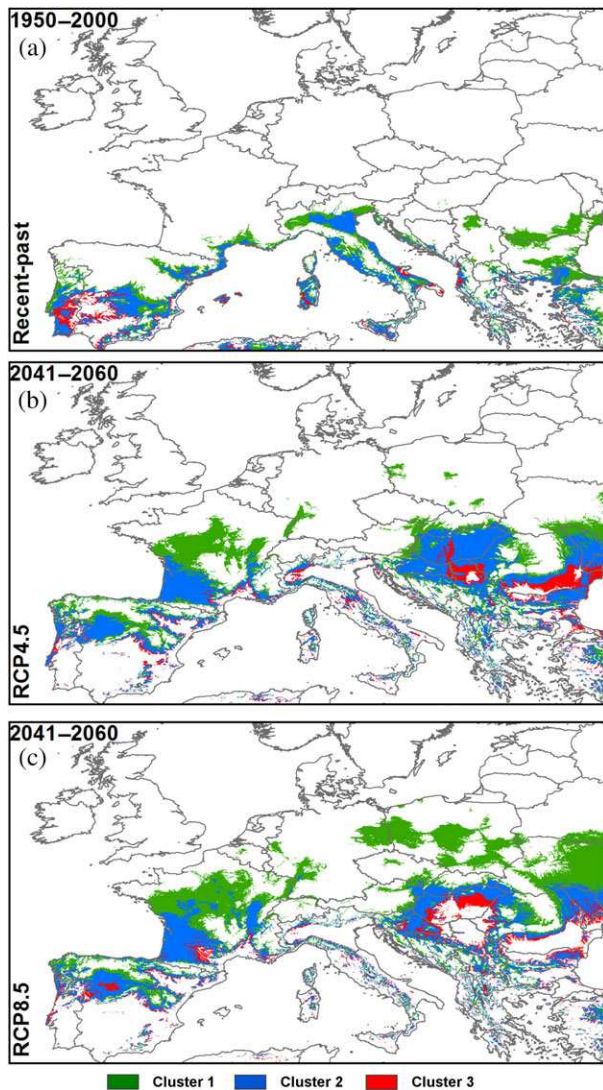 1950–2000
(a)
Recent-past
2041–2060
(b)
RCP4.5
2041–2060
(c)
RCP8.5
Cluster 1 Cluster 2 Cluster 3